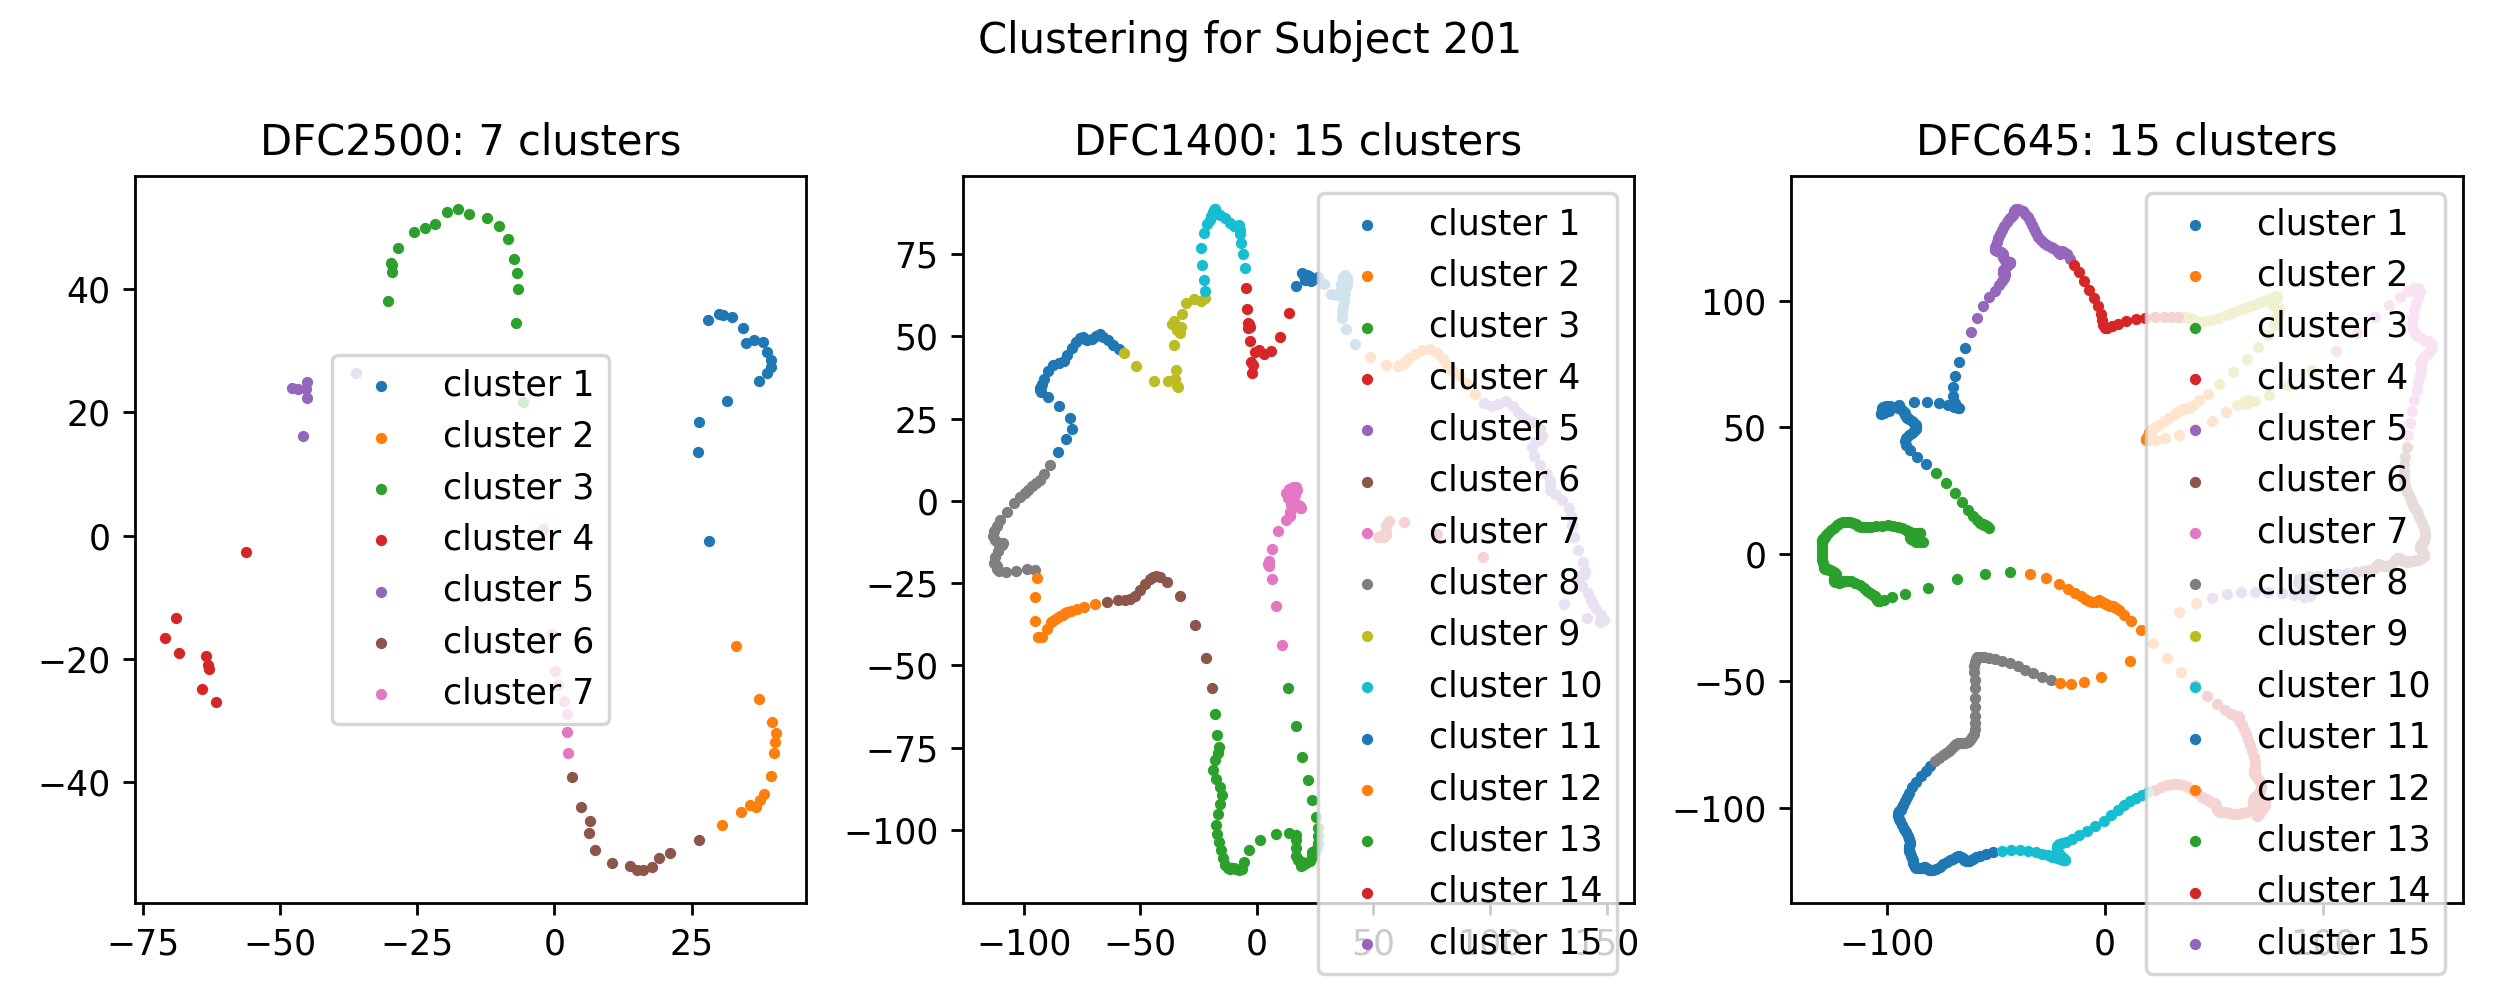 Clustering for Subject 201
DFC2500: 7 clusters
40
20
0
−20
−40
−75
−50
−25
0
25
cluster 1
cluster 2
cluster 3
cluster 4
cluster 5
cluster 6
cluster 7
DFC1400: 15 clusters
75
50
25
0
−25
−50
−75
−100
−100
−50
0
50
100
150
cluster 1
cluster 2
cluster 3
cluster 4
cluster 5
cluster 6
cluster 7
cluster 8
cluster 9
cluster 10
cluster 11
cluster 12
cluster 13
cluster 14
cluster 15
DFC645: 15 clusters
100
50
0
−50
−100
−100
0
100
cluster 1
cluster 2
cluster 3
cluster 4
cluster 5
cluster 6
cluster 7
cluster 8
cluster 9
cluster 10
cluster 11
cluster 12
cluster 13
cluster 14
cluster 15